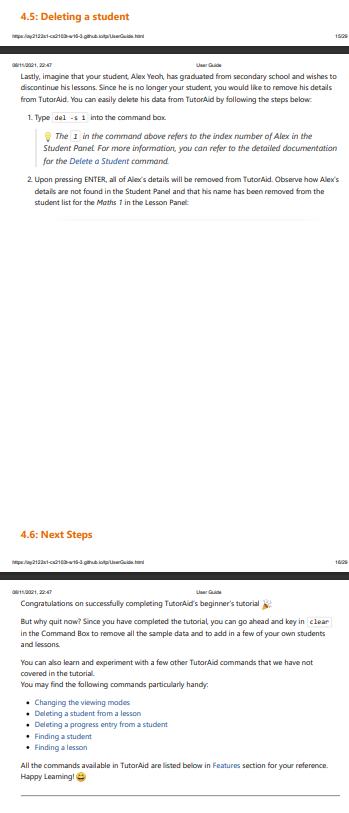 4.5: Deleting a student
https://ay2122s1-cs2103t-w16-3.github.io/tp/UserGuide.html 15/29
08/11/2021, 22:47 User Guide
Lastly, imagine that your student, Alex Yeoh, has graduated from secondary school and wishes to
discontinue his lessons. Since he is no longer your student, you would like to remove his details
from TutorAid. You can easily delete his data from TutorAid by following the steps below:
1. Type del -s 1 into the command box.
💡 The 1 in the command above refers to the index number of Alex in the
Student Panel. For more information, you can refer to the detailed documentation
for the Delete a Student command.
2. Upon pressing ENTER, all of Alex's details will be removed from TutorAid. Observe how Alex's
details are not found in the Student Panel and that his name has been removed from the
student list for the Maths 1 in the Lesson Panel:
4.6: Next Steps
https://ay2122s1-cs2103t-w16-3.github.io/tp/UserGuide.html 16/29
08/11/2021, 22:47 User Guide
Congratulations on successfully completing TutorAid's beginner's tutorial 🎉
But why quit now? Since you have completed the tutorial, you can go ahead and key in clear
in the Command Box to remove all the sample data and to add in a few of your own students
and lessons.
You can also learn and experiment with a few other TutorAid commands that we have not
covered in the tutorial.
You may find the following commands particularly handy:
• Changing the viewing modes
• Deleting a student from a lesson
• Deleting a progress entry from a student
• Finding a student
• Finding a lesson
All the commands available in TutorAid are listed below in Features section for your reference.
Happy Learning! 😄